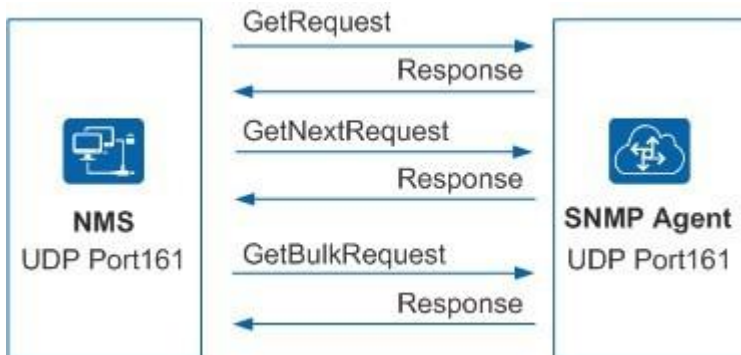 GetRequest
Response
GetNextRequest
Response
NMS
UDP Port161
SNMP Agent
UDP Port161
GetBulkRequest
Response